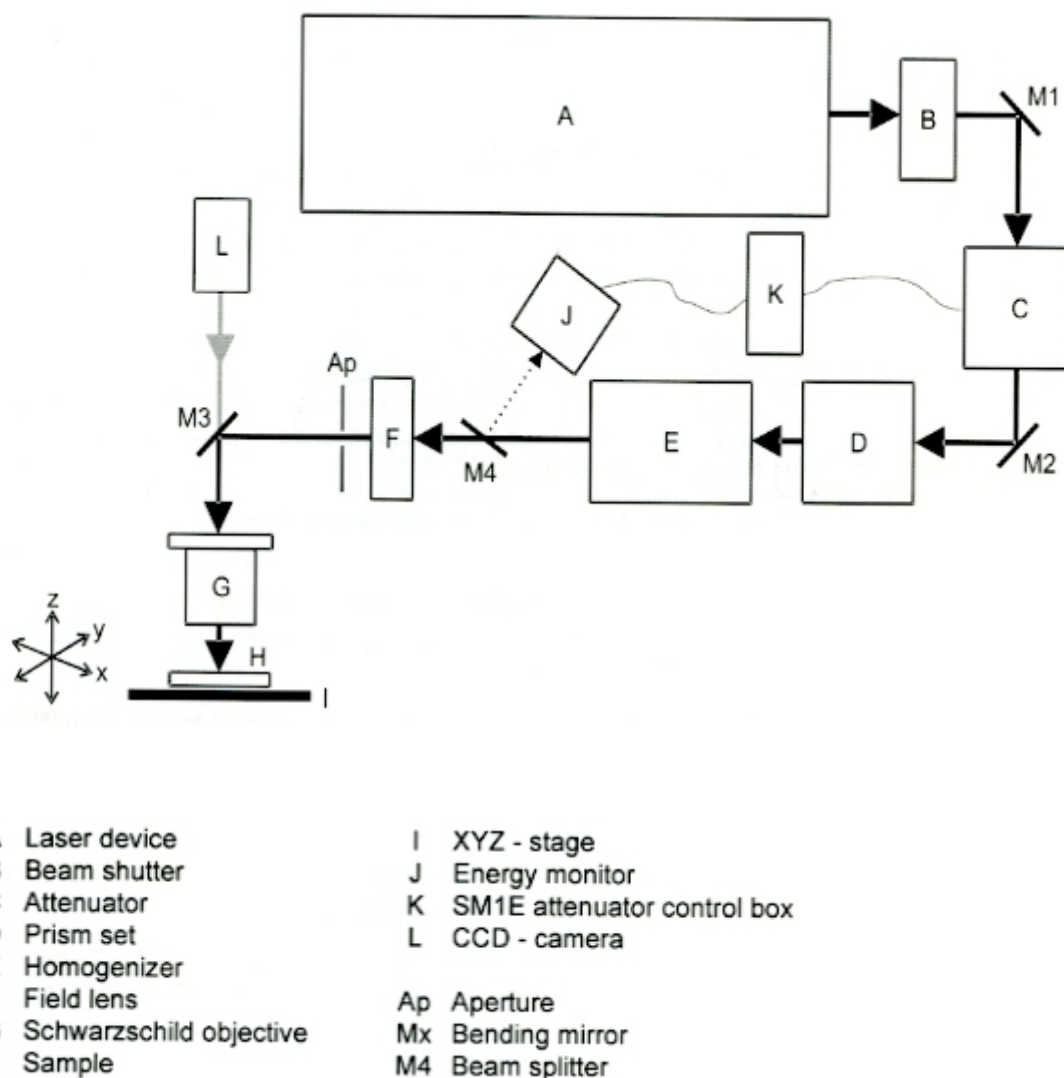 A
B
M1
L
J
K
C
Ap
M3
F
M4
E
D
M2
G
z
y
x
H
I
Laser device
Beam shutter
Attenuator
Prism set
Homogenizer
Field lens
Schwarzschild objective
Sample
I XYZ - stage
J Energy monitor
K SM1E attenuator control box
L CCD - camera
Ap Aperture
Mx Bending mirror
M4 Beam splitter